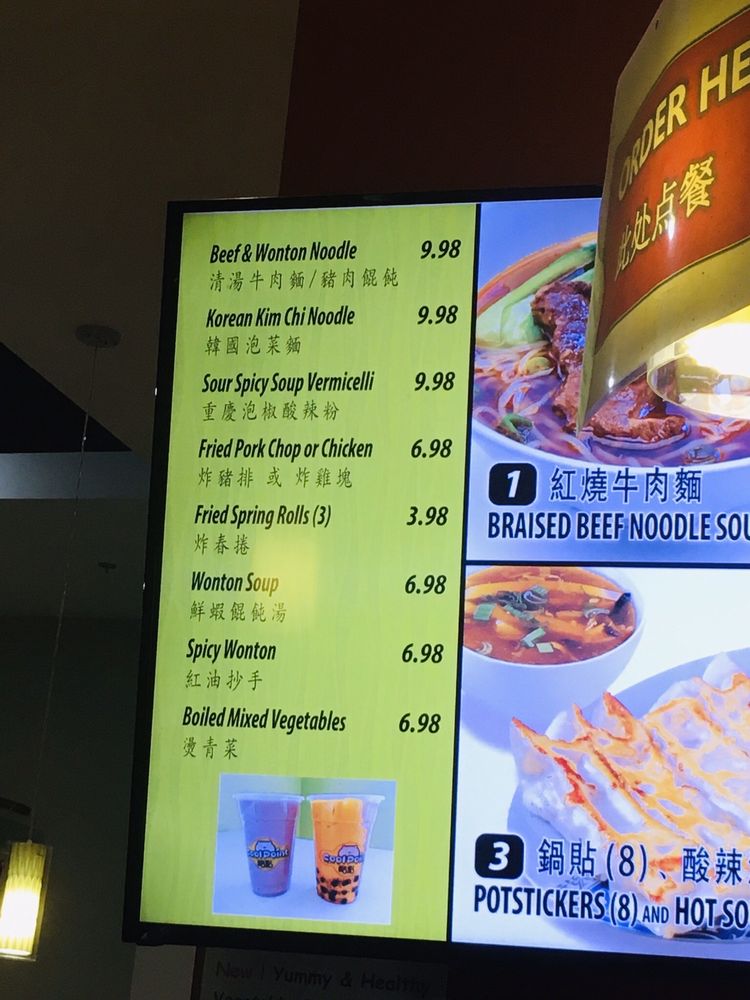 ORDER
此处点餐
Beef & Wonton Noodle 9.98
清湯牛肉麵/豬肉餛飩
Korean Kim Chi Noodle 9.98
韓國泡菜麵
Sour Spicy Soup Vermicelli 9.98
重慶泡椒酸辣粉
Fried Pork Chop or Chicken 6.98
炸豬排 或 炸雞塊
Fried Spring Rolls (3) 3.98
炸春捲
Wonton Soup 6.98
鮮蝦餛飩湯
Spicy Wonton 6.98
紅油抄手
Boiled Mixed Vegetables 6.98
燙青菜
CoolPoint
CoolPoint
1 紅燒牛肉麵
BRAISED BEEF NOODLE
3 鍋貼 (8)、酸辣
POTSTICKERS (8) AND HOT
New | Yummy & Healthy